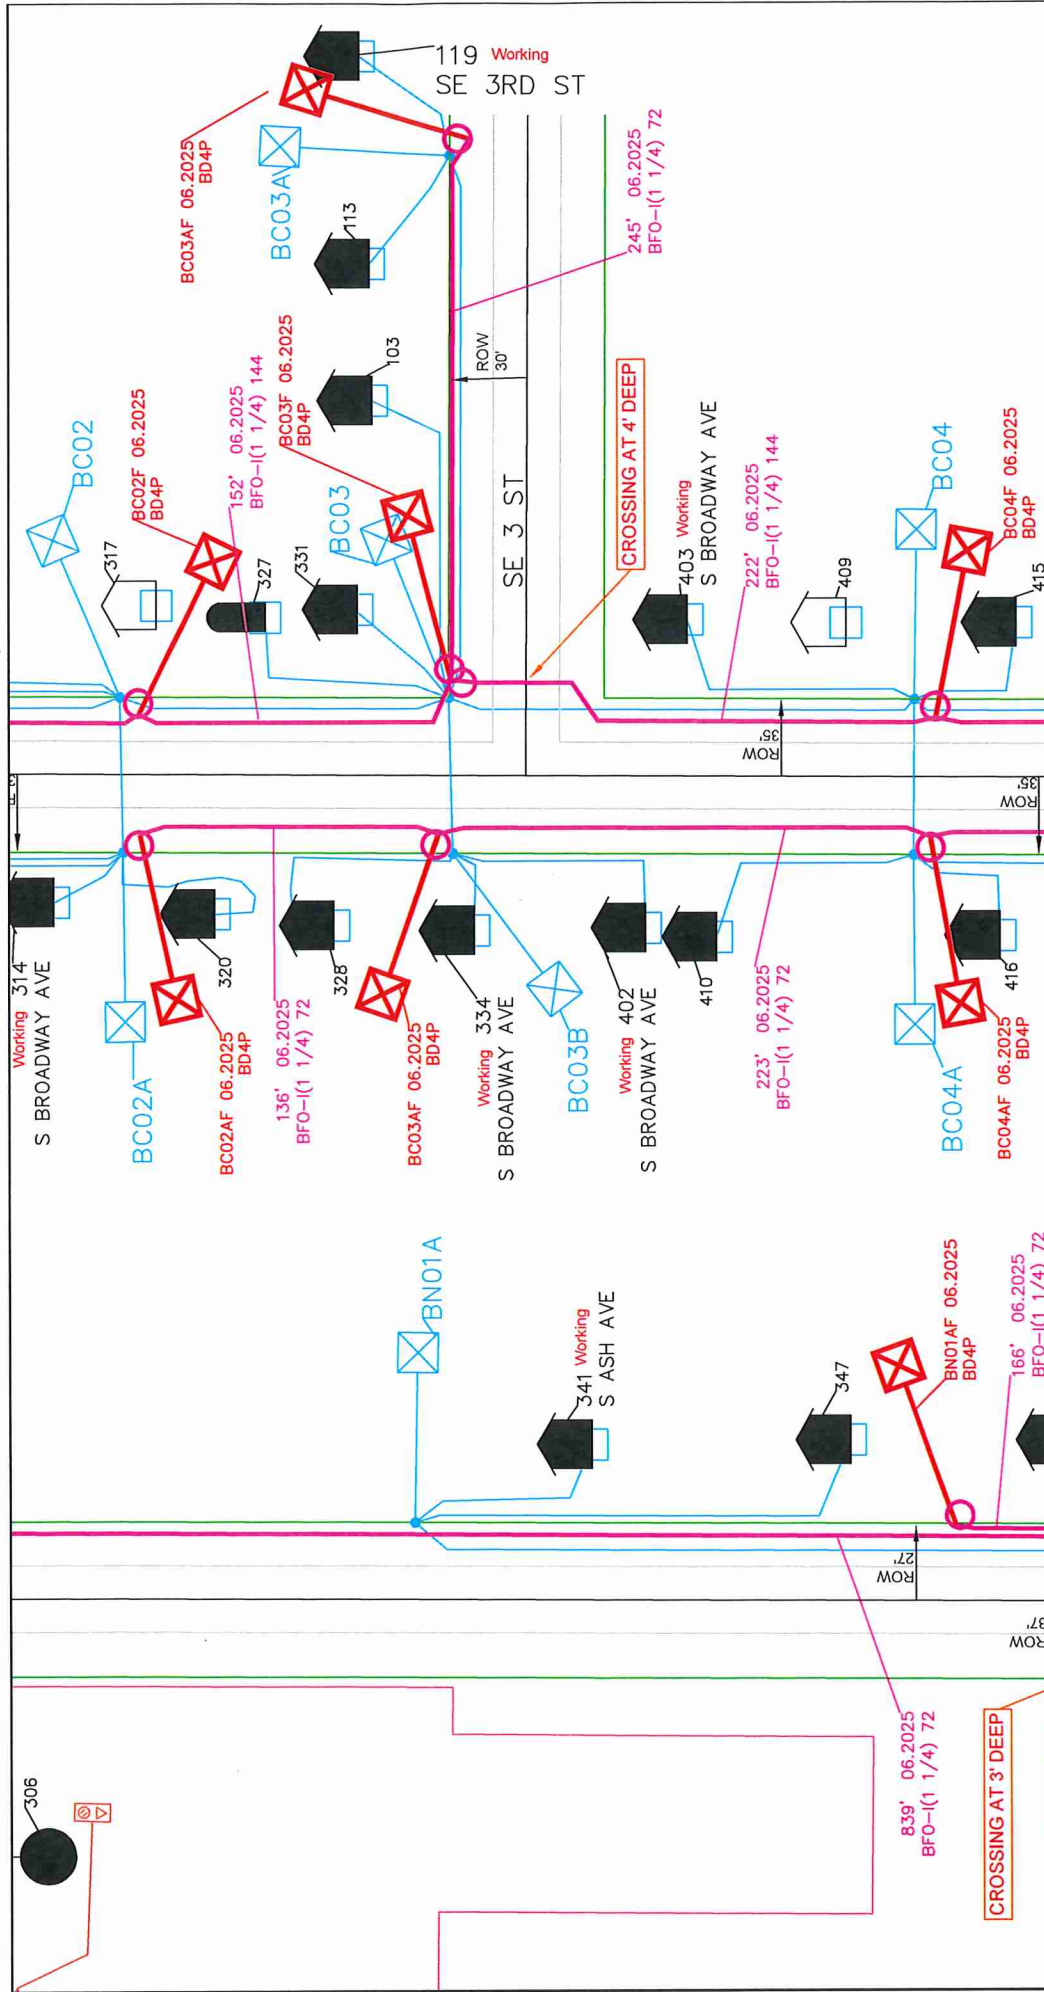 119 Working
SE 3RD ST
BC03AF 06.2025
BD4P
BC03A
113
245' 06.2025
BFO-I(1 1/4) 72
103
ROW
30'
BC02
BC02F 06.2025
BD4P
152' 06.2025
BFO-I(1 1/4) 144
BC03F 06.2025
BD4P
317
327
331
BC03
SE 3 ST
CROSSING AT 4' DEEP
403 Working
S BROADWAY AVE
222' 06.2025
BFO-I(1 1/4) 144
409
BC04
BC04F 06.2025
BD4P
415
35'
ROW
35'
ROW
Working 314
S BROADWAY AVE
BC02A
320
BC02AF 06.2025
BD4P
136' 06.2025
BFO-I(1 1/4) 72
328
BC03AF 06.2025
BD4P
Working 334
S BROADWAY AVE
BC03B
Working 402
S BROADWAY AVE
410
223' 06.2025
BFO-I(1 1/4) 72
416
BC04A
BC04AF 06.2025
BD4P
BN01A
341 Working
S ASH AVE
347
BN01AF 06.2025
BD4P
166' 06.2025
BFO-I(1 1/4) 72
27'
ROW
37'
ROW
839' 06.2025
BFO-I(1 1/4) 72
CROSSING AT 3' DEEP
306